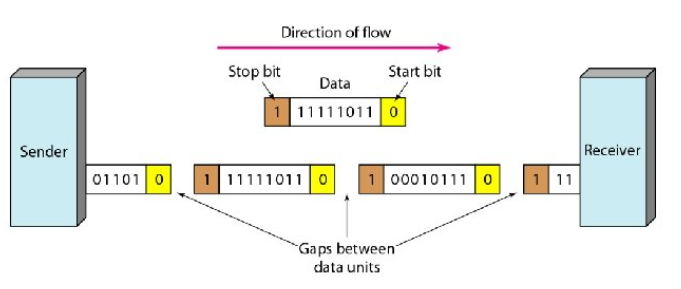 Direction of flow
Stop bit
Start bit
Data
1 11111011 0
Sender
Receiver
01101 0
1 11111011 0
1 00010111 0
1 11
Gaps between
data units